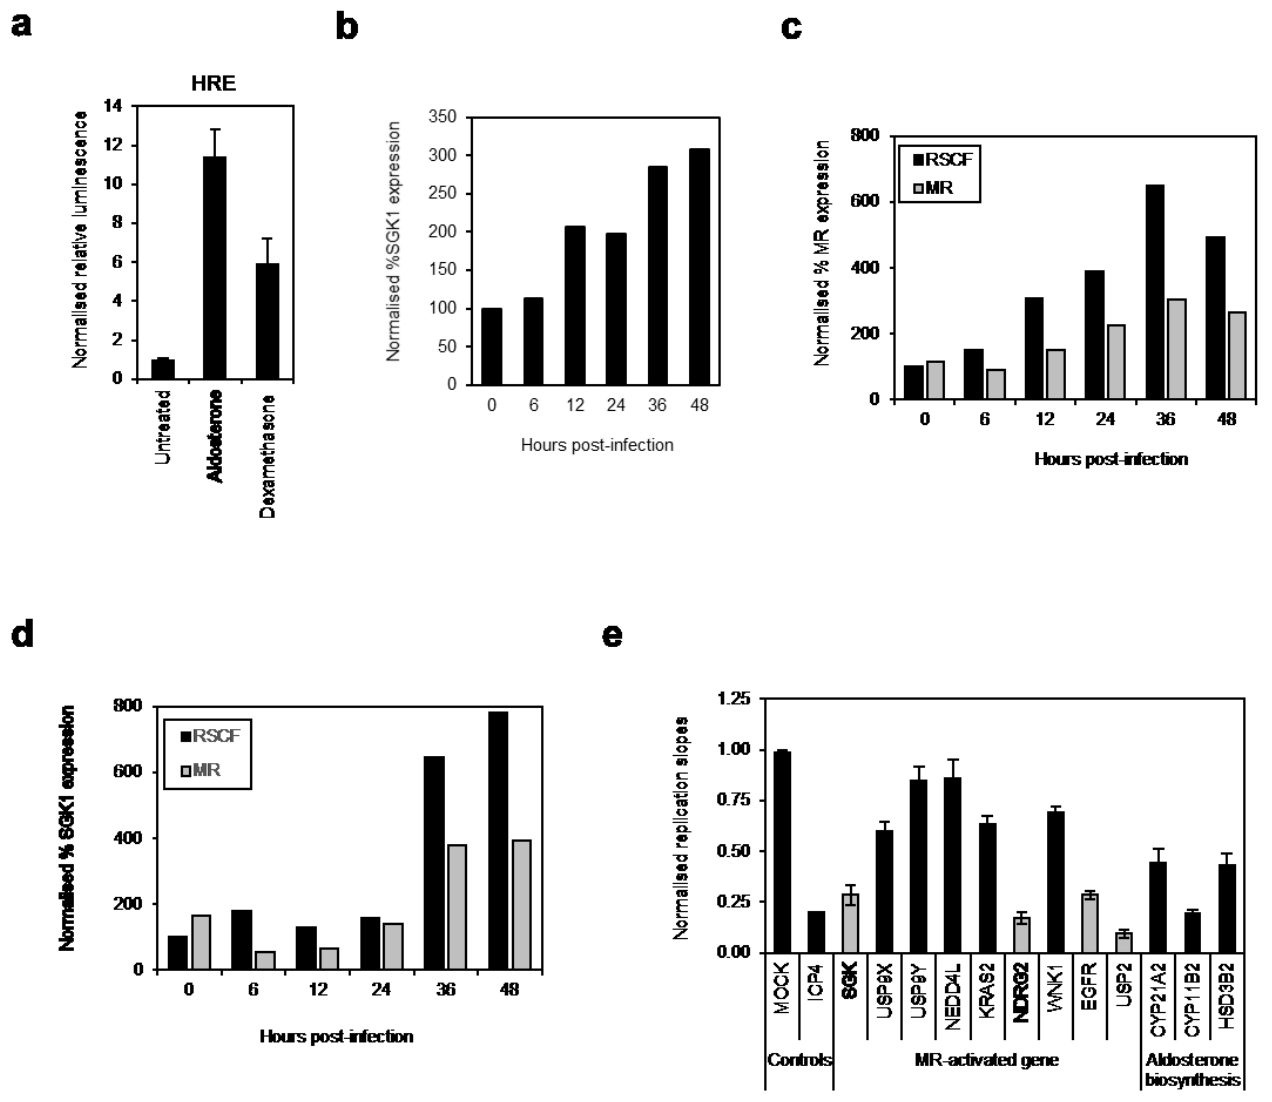 a
b
c
HRE
Normalised relative luminescence
14
12
10
8
6
4
2
0
Untreated
Aldosterone
Dexamethasone
Normalised %SGK1 expression
350
300
250
200
150
100
50
0
0 6 12 24 36 48
Hours post-infection
Normalised % MR expression
800
600
400
200
0
RSCF
MR
0 6 12 24 36 48
Hours post-infection
d
e
Normalised % SGK1 expression
800
600
400
200
0
RSCF
MR
0 6 12 24 36 48
Hours post-infection
Normalised replication slopes
1.25
1.00
0.75
0.50
0.25
0.00
MOCK
ICP4
SGK
USP9X
USP9Y
NEDD4L
KRAS2
NDRG2
WNK1
EGFR
USP2
CYP21A2
CYP11B2
HSD3B2
Controls
MR-activated gene
Aldosterone
biosynthesis